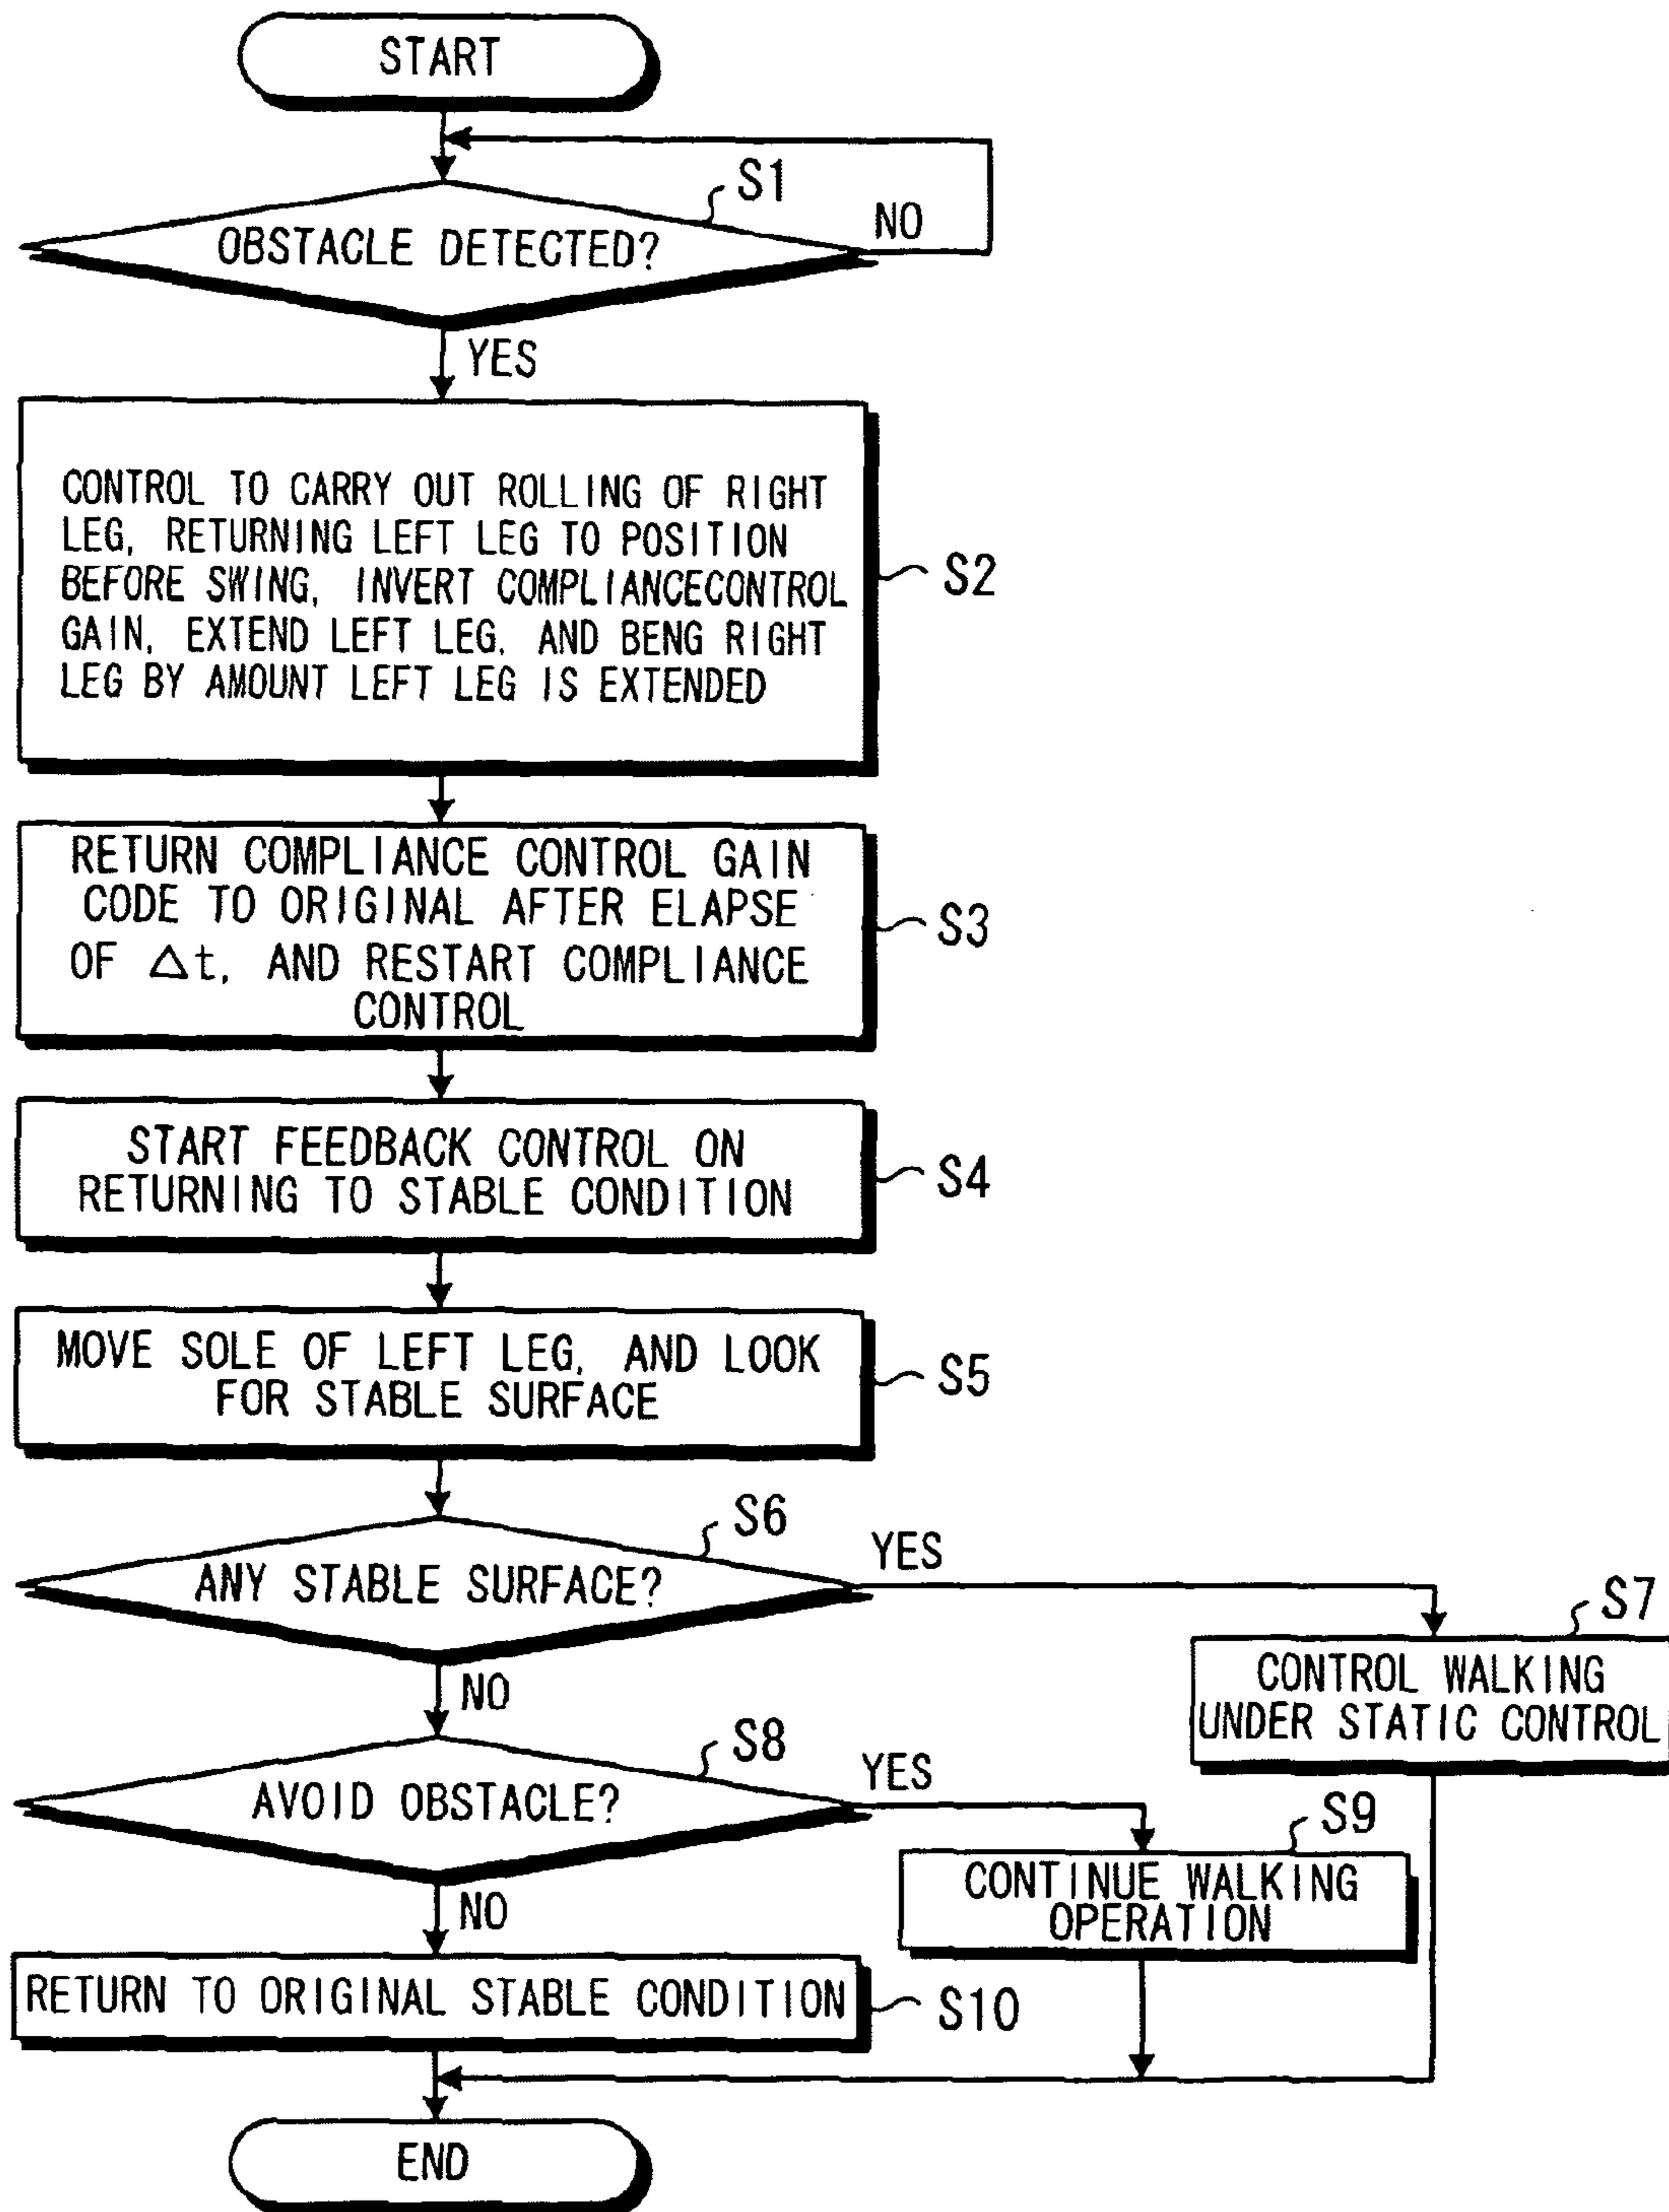 START
S1
OBSTACLE DETECTED?
NO
YES
CONTROL TO CARRY OUT ROLLING OF RIGHT
LEG, RETURNING LEFT LEG TO POSITION
BEFORE SWING, INVERT COMPLIANCECONTROL
GAIN, EXTEND LEFT LEG, AND BENG RIGHT
LEG BY AMOUNT LEFT LEG IS EXTENDED
S2
RETURN COMPLIANCE CONTROL GAIN
CODE TO ORIGINAL AFTER ELAPSE
OF Δt, AND RESTART COMPLIANCE
CONTROL
S3
START FEEDBACK CONTROL ON
RETURNING TO STABLE CONDITION
S4
MOVE SOLE OF LEFT LEG, AND LOOK
FOR STABLE SURFACE
S5
S6
ANY STABLE SURFACE?
YES
NO
S7
CONTROL WALKING
UNDER STATIC CONTROL
S8
AVOID OBSTACLE?
YES
NO
S9
CONTINUE WALKING
OPERATION
RETURN TO ORIGINAL STABLE CONDITION
S10
END